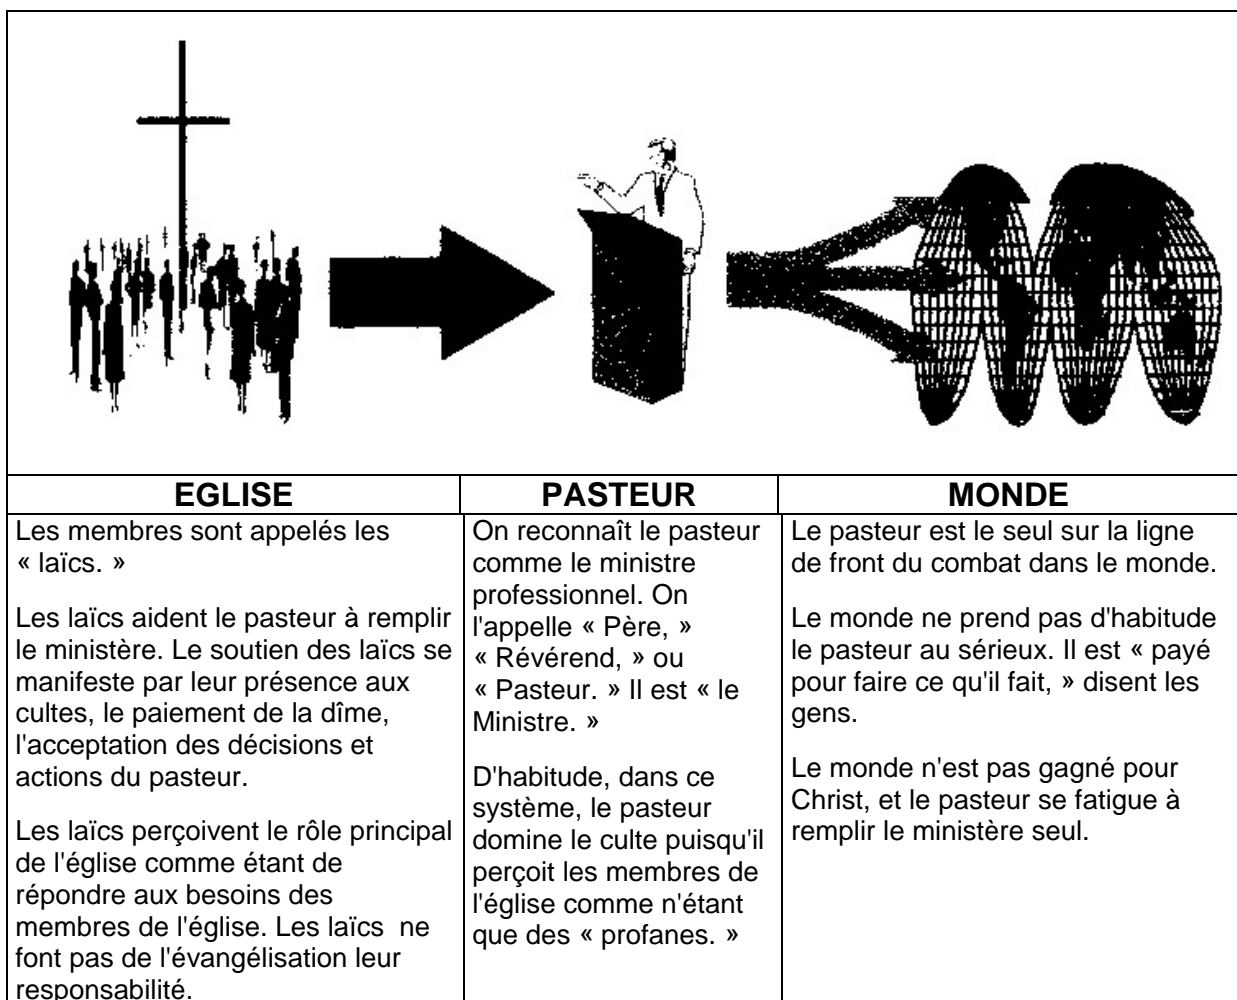 EGLISE
PASTEUR
MONDE
Les membres sont appelés les
« laïcs. »
Les laïcs aident le pasteur à remplir
le ministère. Le soutien des laïcs se
manifeste par leur présence aux
cultes, le paiement de la dîme,
l'acceptation des décisions et
actions du pasteur.
Les laïcs perçoivent le rôle principal
de l'église comme étant de
répondre aux besoins des
membres de l'église. Les laïcs  ne
font pas de l'évangélisation leur
responsabilité.
On reconnaît le pasteur
comme le ministre
professionnel. On
l'appelle « Père, »
« Révérend, » ou
« Pasteur. » Il est « le
Ministre. »
D'habitude, dans ce
système, le pasteur
domine le culte puisqu'il
perçoit les membres de
l'église comme n'étant
que des « profanes. »
Le pasteur est le seul sur la ligne
de front du combat dans le monde.
Le monde ne prend pas d'habitude
le pasteur au sérieux. Il est « payé
pour faire ce qu'il fait, » disent les
gens.
Le monde n'est pas gagné pour
Christ, et le pasteur se fatigue à
remplir le ministère seul.